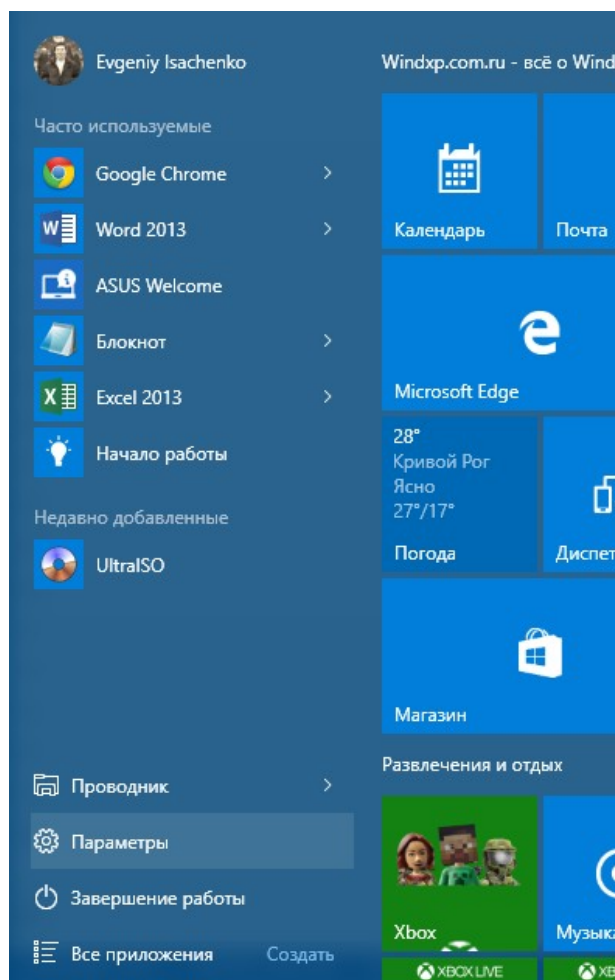 Evgeniy Isachenko
Часто используемые
Google Chrome
Word 2013
ASUS Welcome
Блокнот
Excel 2013
Начало работы
Недавно добавленные
UltraISO
Проводник
Параметры
Завершение работы
Все приложения Создать
Windxp.com.ru - всё о Wind
Календарь Почта
Microsoft Edge
28°
Кривой Рог
Ясно
27°/17°
Погода Диспет
Магазин
Развлечения и отдых
Xbox Музыка
XBOX LIVE